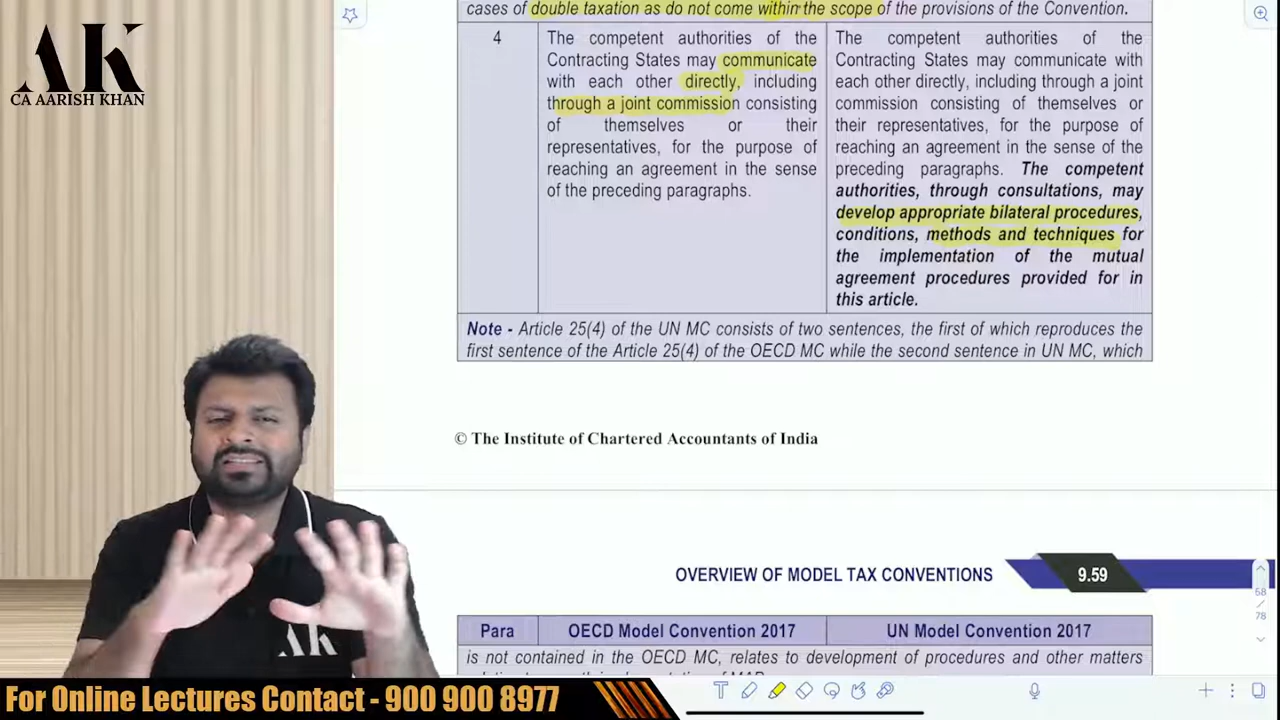 AK
CA AARISH KHAN
cases of double taxation as do not come within the scope of the provisions of the Convention.
4
The competent authorities of the
Contracting States may communicate
with each other directly, including
through a joint commission consisting
of themselves or their
representatives, for the purpose of
reaching an agreement in the sense
of the preceding paragraphs.
The competent authorities of the
Contracting States may communicate with
each other directly, including through a joint
commission consisting of themselves or
their representatives, for the purpose of
reaching an agreement in the sense of the
preceding paragraphs. The competent
authorities, through consultations, may
develop appropriate bilateral procedures,
conditions, methods and techniques for
the implementation of the mutual
agreement procedures provided for in
this article.
Note - Article 25(4) of the UN MC consists of two sentences, the first of which reproduces the
first sentence of the Article 25(4) of the OECD MC while the second sentence in UN MC, which
© The Institute of Chartered Accountants of India
OVERVIEW OF MODEL TAX CONVENTIONS
9.59
58
/
78
Para
OECD Model Convention 2017
UN Model Convention 2017
is not contained in the OECD MC, relates to development of procedures and other matters
AK
For Online Lectures Contact - 900 900 8977